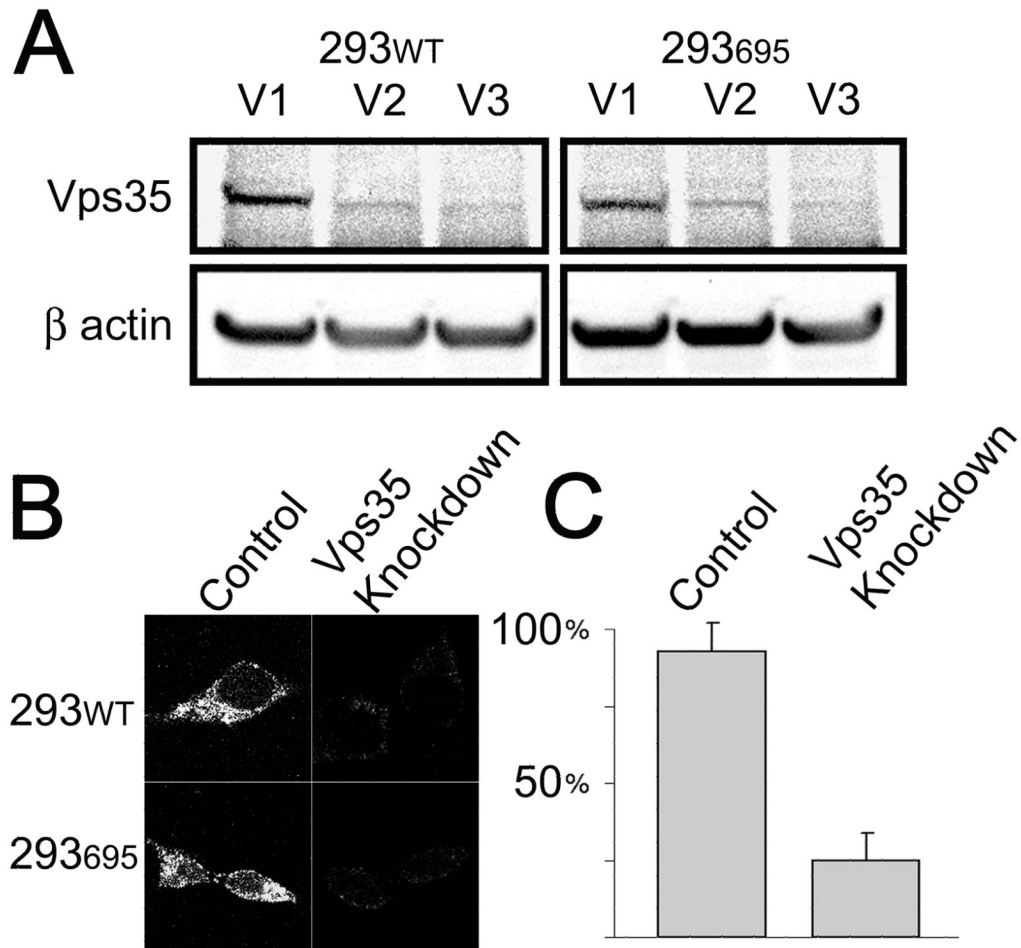 A
293WT 293695
V1 V2 V3 V1 V2 V3
Vps35
β actin
B
Control
Vps35
Knockdown
293WT
293695
C
Control
Vps35
Knockdown
100%
50%